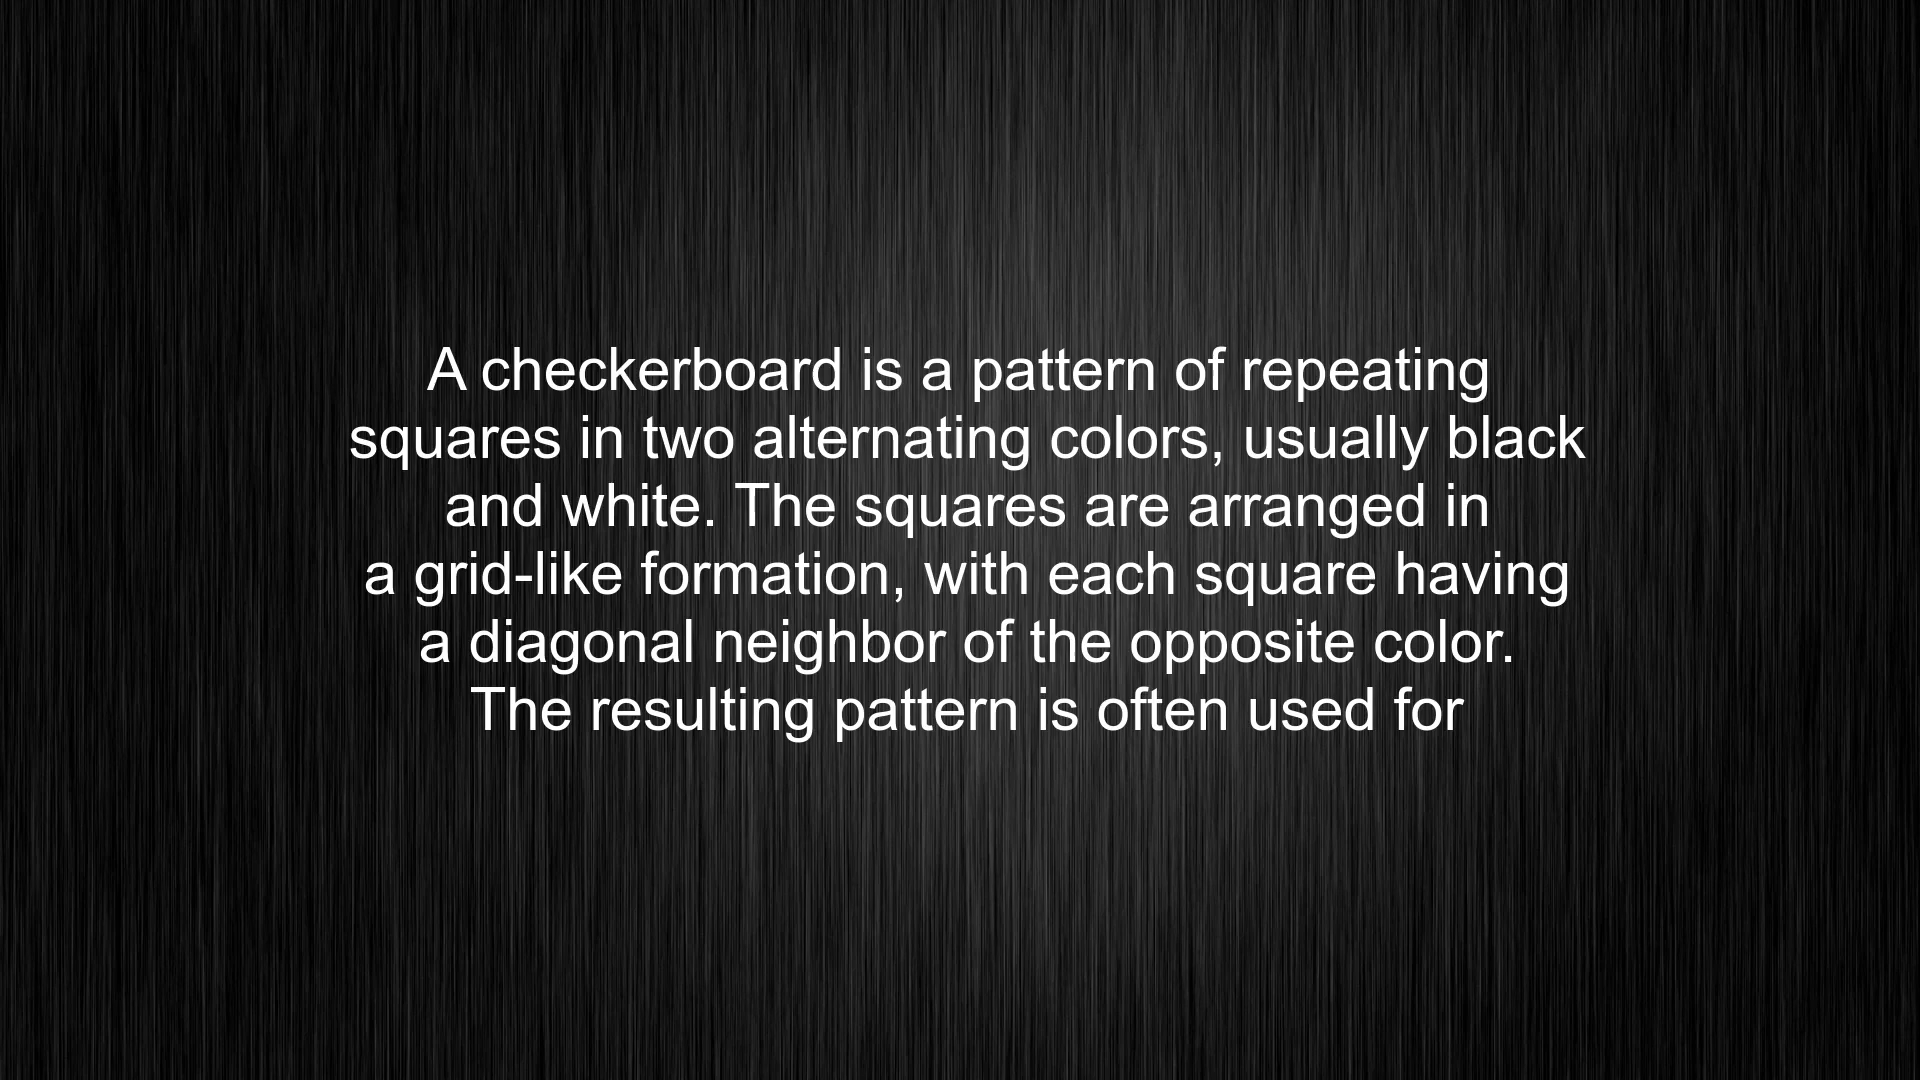 A checkerboard is a pattern of repeating
squares in two alternating colors, usually black
and white. The squares are arranged in
a grid-like formation, with each square having
a diagonal neighbor of the opposite color.
The resulting pattern is often used for